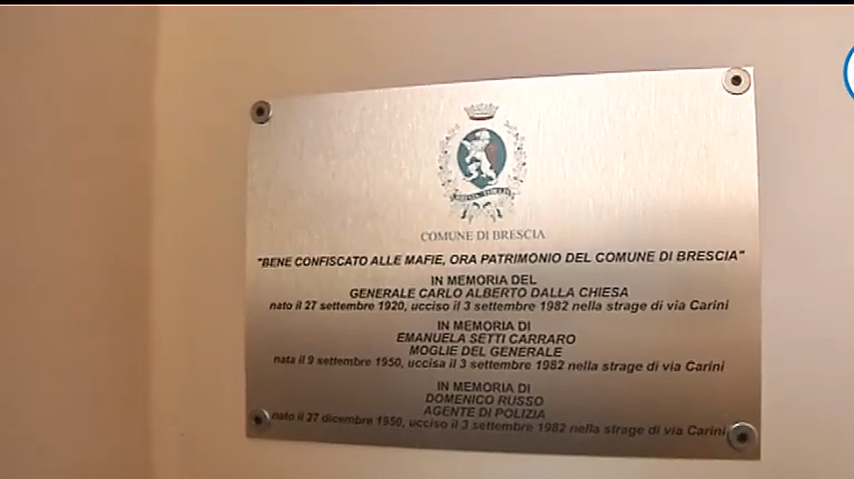 COMUNE DI BRESCIA
"BENE CONFISCATO ALLE MAFIE, ORA PATRIMONIO DEL COMUNE DI BRESCIA"
IN MEMORIA DEL
GENERALE CARLO ALBERTO DALLA CHIESA
nato il 27 settembre 1920, ucciso il 3 settembre 1982 nella strage di via Carini
IN MEMORIA DI
EMANUELA SETTI CARRARO
MOGLIE DEL GENERALE
nata il 9 settembre 1950, uccisa il 3 settembre 1982 nella strage di via Carini
IN MEMORIA DI
DOMENICO RUSSO
AGENTE DI POLIZIA
nato il 27 dicembre 1950, ucciso il 3 settembre 1982 nella strage di via Carini